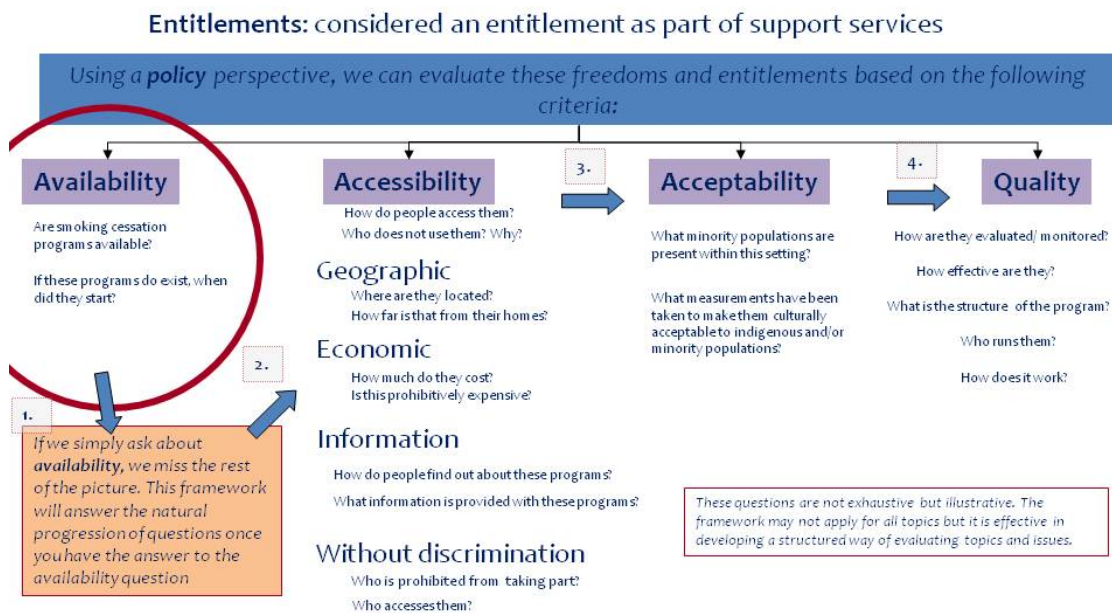 Entitlements: considered an entitlement as part of support services
Using a policy perspective, we can evaluate these freedoms and entitlements based on the following
criteria:
Availability
Are smoking cessation
programs available?
If these programs do exist, when
did they start?
1.
If we simply ask about
availability, we miss the rest
of the picture. This framework
will answer the natural
progression of questions once
you have the answer to the
availability question
2.
Accessibility
How do people access them?
Who does not use them? Why?
Geographic
Where are they located?
How far is that from their homes?
Economic
How much do they cost?
Is this prohibitively expensive?
Information
How do people find out about these programs?
What information is provided with these programs?
Without discrimination
Who is prohibited from taking part?
Who accesses them?
3.
Acceptability
What minority populations are
present within this setting?
What measurements have been
taken to make them culturally
acceptable to indigenous and/or
minority populations?
4.
Quality
How are they evaluated/ monitored?
How effective are they?
What is the structure of the program?
Who runs them?
How does it work?
These questions are not exhaustive but illustrative. The
framework may not apply for all topics but it is effective in
developing a structured way of evaluating topics and issues.